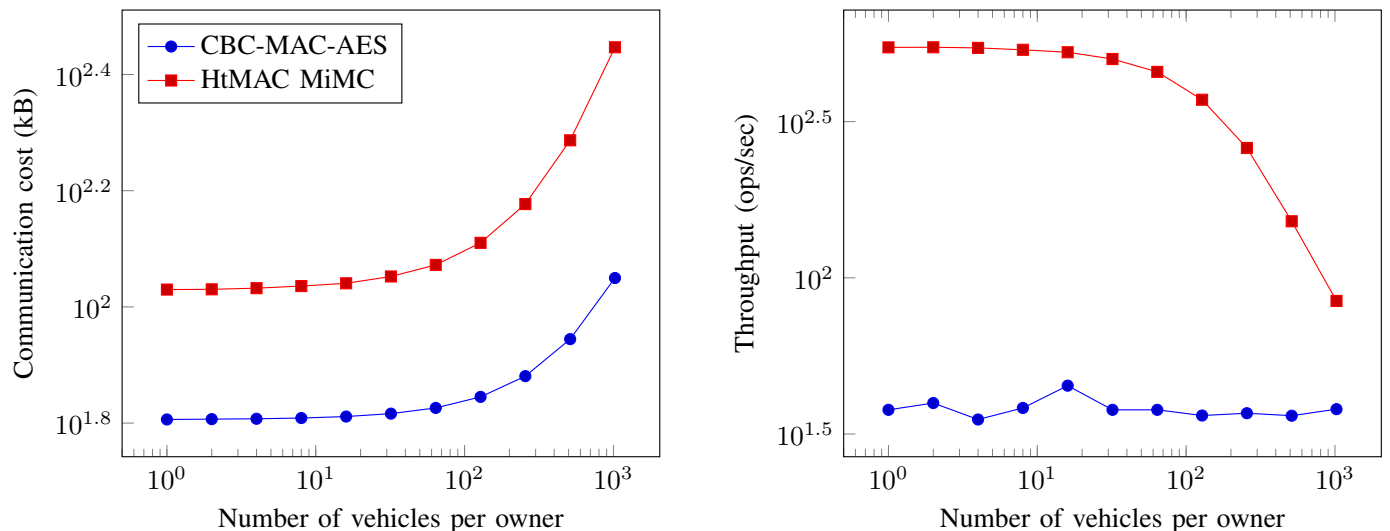 CBC-MAC-AES
HtMAC MiMC
Communication cost (kB)
10^2.4
10^2.2
10^2
10^1.8
10^0
10^1
10^2
10^3
Number of vehicles per owner
Throughput (ops/sec)
10^2.5
10^2
10^1.5
10^0
10^1
10^2
10^3
Number of vehicles per owner